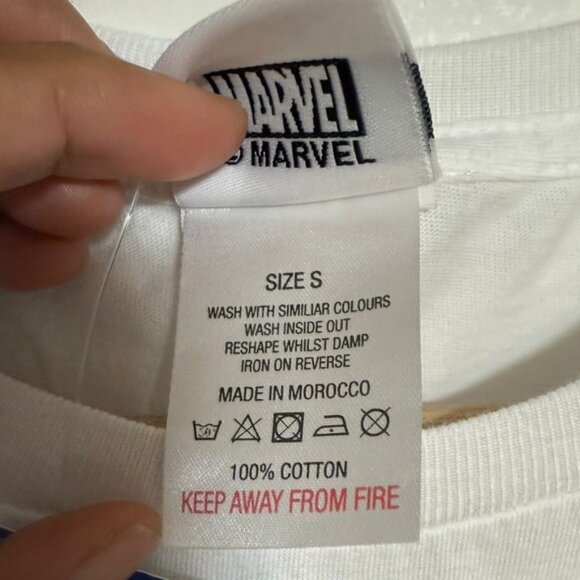 MARVEL
© MARVEL
SIZE S
WASH WITH SIMILIAR COLOURS
WASH INSIDE OUT
RESHAPE WHILST DAMP
IRON ON REVERSE
MADE IN MOROCCO
100% COTTON
KEEP AWAY FROM FIRE